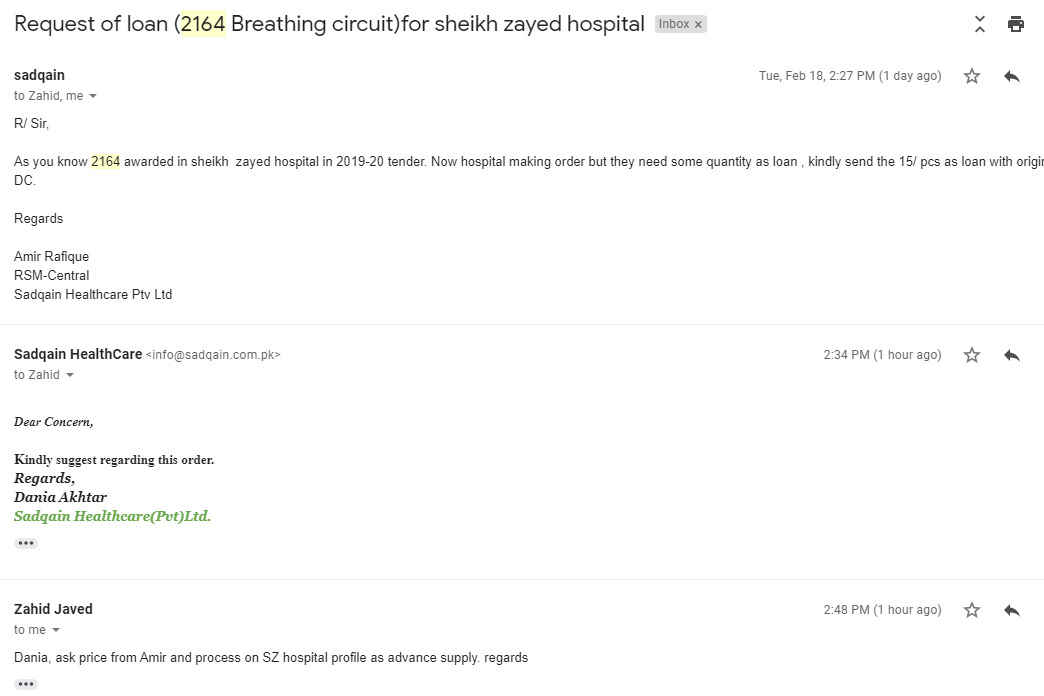 Request of loan (2164 Breathing circuit)for sheikh zayed hospital Inbox ×
sadqain Tue, Feb 18, 2:27 PM (1 day ago)
to Zahid, me
R/ Sir,
As you know 2164 awarded in sheikh zayed hospital in 2019-20 tender. Now hospital making order but they need some quantity as loan , kindly send the 15/ pcs as loan with
DC.
Regards
Amir Rafique
RSM-Central
Sadqain Healthcare Ptv Ltd
Sadqain HealthCare <info@sadqain.com.pk> 2:34 PM (1 hour ago)
to Zahid
Dear Concern,
Kindly suggest regarding this order.
Regards,
Dania Akhtar
Sadqain Healthcare(Pvt)Ltd.
Zahid Javed 2:48 PM (1 hour ago)
to me
Dania, ask price from Amir and process on SZ hospital profile as advance supply. regards